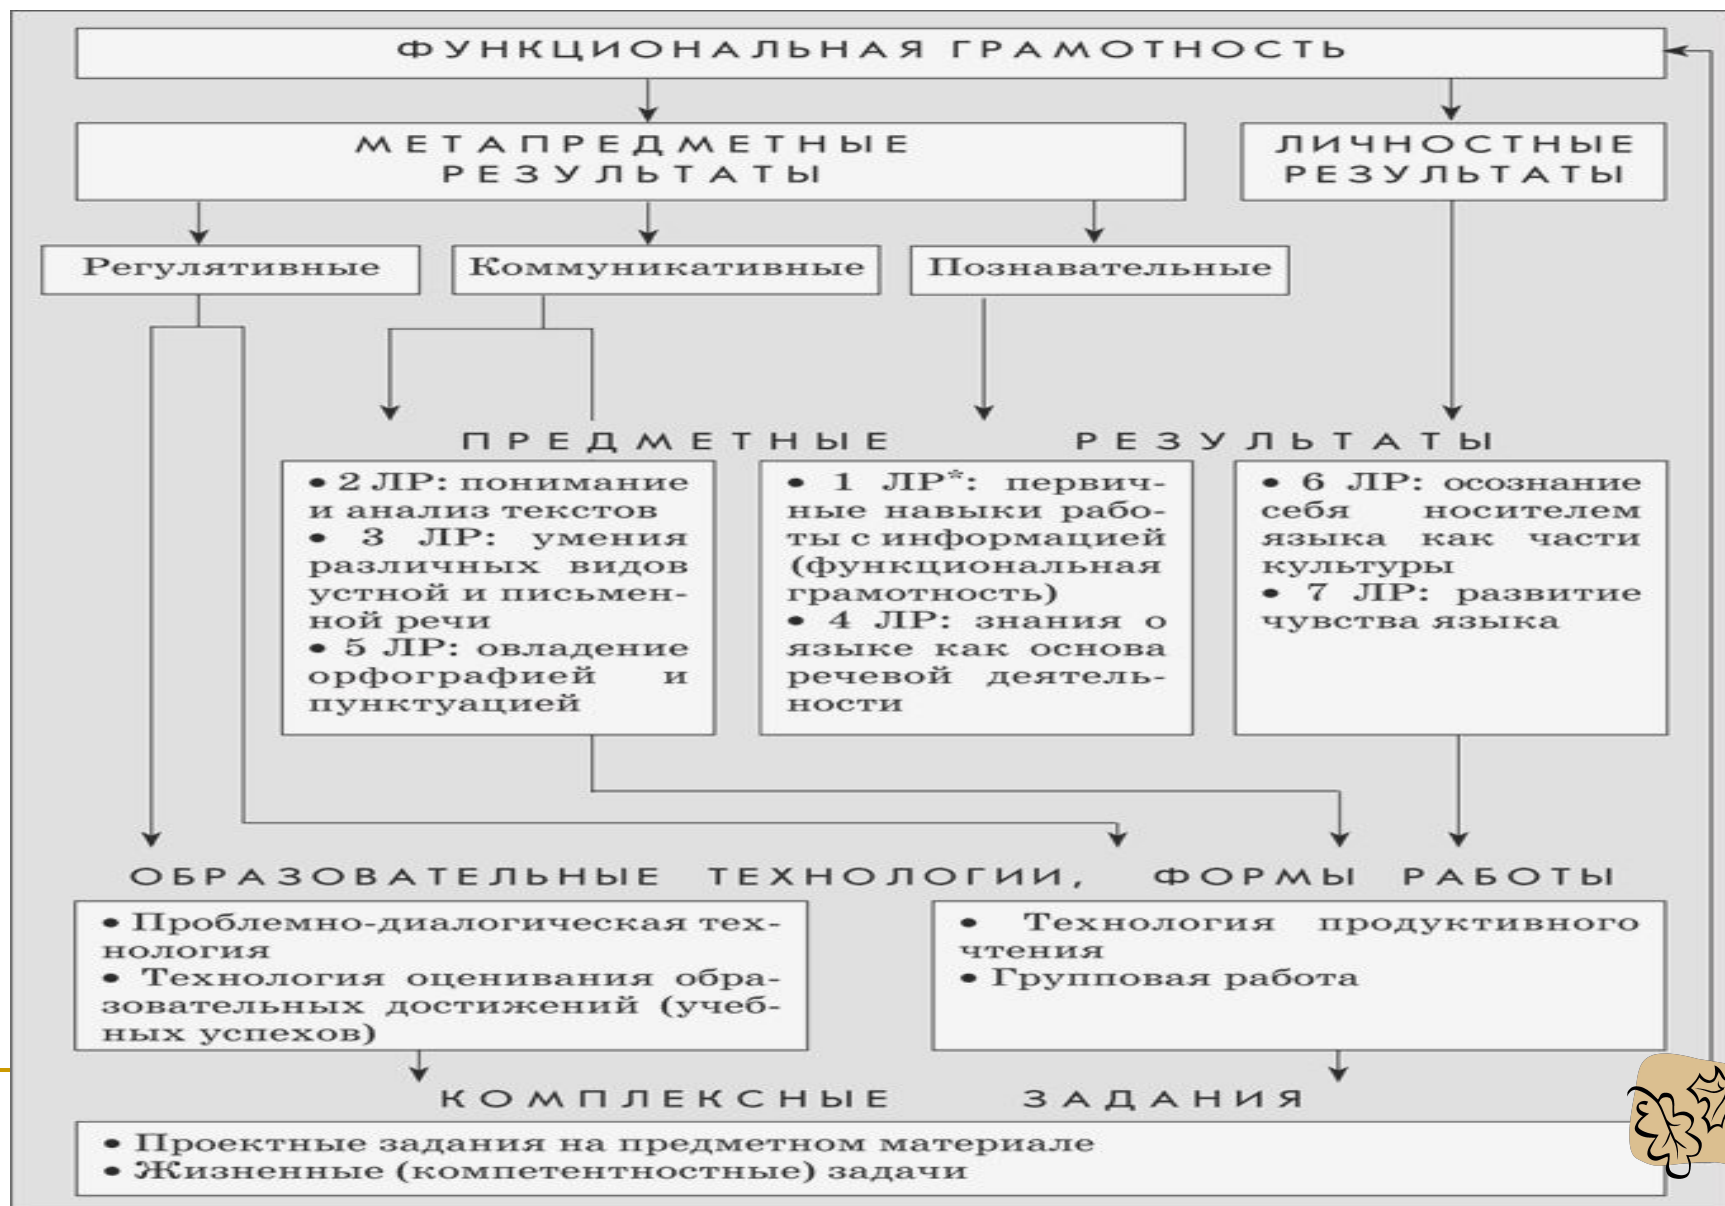 ФУНКЦИОНАЛЬНАЯ ГРАМОТНОСТЬ
МЕТАПРЕДМЕТНЫЕ
РЕЗУЛЬТАТЫ
ЛИЧНОСТНЫЕ
РЕЗУЛЬТАТЫ
Регулятивные
Коммуникативные
Познавательные
ПРЕДМЕТНЫЕ РЕЗУЛЬТАТЫ
• 2 ЛР: понимание
и анализ текстов
• 3 ЛР: умения
различных видов
устной и письмен-
ной речи
• 5 ЛР: овладение
орфографией и
пунктуацией
• 1 ЛР*: первич-
ные навыки рабо-
ты с информацией
(функциональная
грамотность)
• 4 ЛР: знания о
языке как основа
речевой деятель-
ности
• 6 ЛР: осознание
себя носителем
языка как части
культуры
• 7 ЛР: развитие
чувства языка
ОБРАЗОВАТЕЛЬНЫЕ ТЕХНОЛОГИИ, ФОРМЫ РАБОТЫ
• Проблемно-диалогическая тех-
нология
• Технология оценивания обра-
зовательных достижений (учеб-
ных успехов)
• Технология продуктивного
чтения
• Групповая работа
КОМПЛЕКСНЫЕ ЗАДАНИЯ
• Проектные задания на предметном материале
• Жизненные (компетентностные) задачи